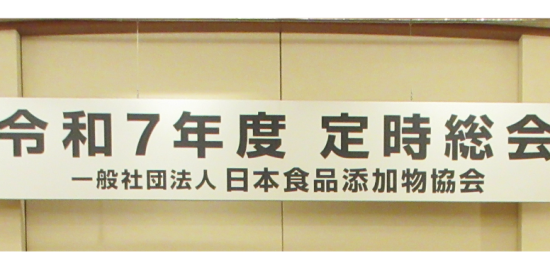 令和7年度 定時総会
一般社団法人 日本食品添加物協会